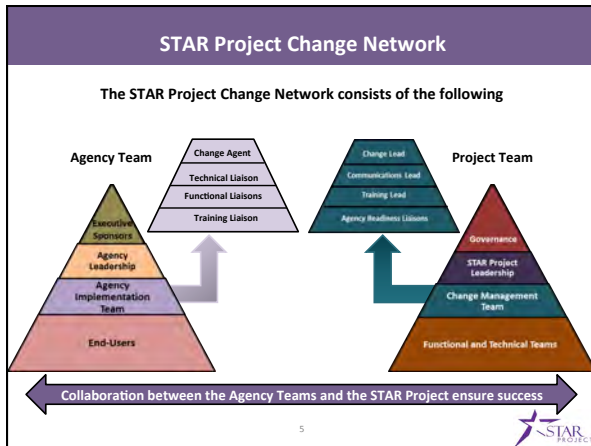 STAR Project Change Network
The STAR Project Change Network consists of the following
Agency Team
Executive
Sponsors
Agency
Leadership
Agency
Implementation
Team
End-Users
Change Agent
Technical Liaison
Functional Liaisons
Training Liaison
Change Lead
Communications Lead
Training Lead
Agency Readiness Liaisons
Project Team
Governance
STAR Project
Leadership
Change Management
Team
Functional and Technical Teams
Collaboration between the Agency Teams and the STAR Project ensure success
5
STAR
PROJECT